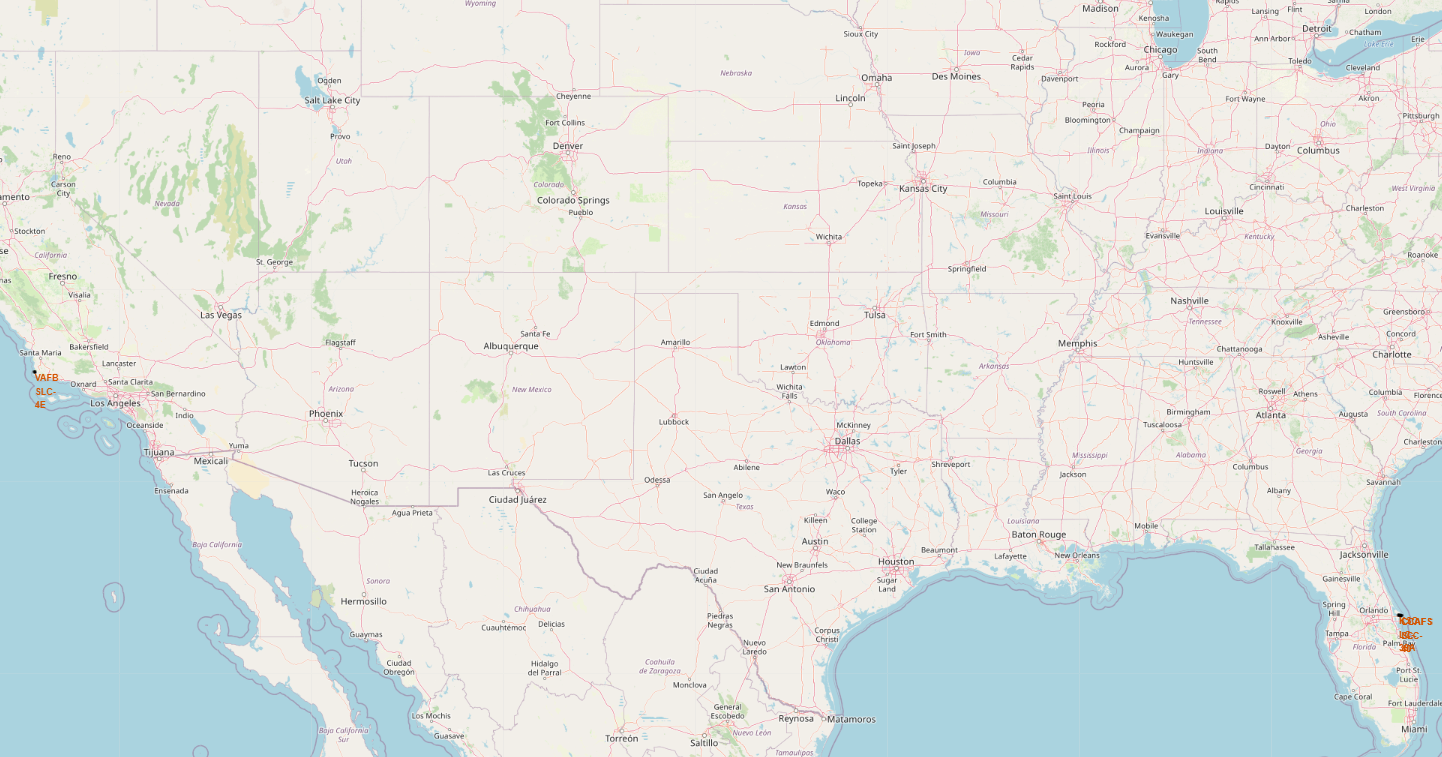 Wyoming
Madison
Rapids
Lansing
Flint
Sarnia
London
Kenosha
Sioux City
Waukegan
Detroit
Chatham
Rockford
Ann Arbor
Erie
Lake Erie
Iowa
Cedar
Rapids
Chicago
South
Bend
Toledo
Cleveland
Aurora
Gary
Nebraska
Omaha
Des Moines
Davenport
Ogden
Salt Lake City
Cheyenne
Lincoln
Peoria
Fort Wayne
Akron
Bloomington
Pittsburgh
Fort Collins
Ohio
Champaign
Provo
Denver
Saint Joseph
Illinois
Indiana
Dayton
Columbus
Reno
Utah
Carson
City
Colorado
Topeka
Kansas City
Columbia
Cincinnati
West Virginia
Colorado Springs
Pueblo
Nevada
Kansas
Missouri
Saint Louis
Louisville
Charleston
Stockton
California
Wichita
Evansville
Kentucky
Roanoke
St. George
Fresno
Springfield
Visalia
Las Vegas
Nashville
Tennessee
Greensboro
Knoxville
Tulsa
Edmond
Oklahoma
Fort Smith
Asheville
Concord
Charlotte
Santa Fe
Albuquerque
Amarillo
Flagstaff
Memphis
Chattanooga
Huntsville
Bakersfield
Santa Maria
Lancaster
VAFB
SLC-
4E
Oxnard
Santa Clarita
San Bernardino
Los Angeles
Arizona
New Mexico
Lawton
Wichita
Falls
Arkansas
Roswell
Athens
Columbia
Florence
South Carolina
Indio
Phoenix
Lubbock
Birmingham
Atlanta
Augusta
Oceanside
McKinney
Dallas
Tuscaloosa
Charleston
Tijuana
Mexicali
Yuma
Tucson
Las Cruces
Abilene
Tyler
Shreveport
Mississippi
Alabama
Georgia
Columbus
Jackson
Ensenada
Heroica
Nogales
Ciudad Juárez
Odessa
San Angelo
Texas
Waco
Albany
Savannah
Agua Prieta
Killeen
College
Station
Louisiana
Mobile
Baton Rouge
Baja California
Austin
Beaumont
Lafayette
New Orleans
Tallahassee
Jacksonville
New Braunfels
Houston
Sugar
Land
Ciudad
Acuña
San Antonio
Gainesville
Sonora
Hermosillo
Chihuahua
Spring
Hill
Orlando
Piedras
Negras
Cuauhtémoc
Delicias
Guaymas
Corpus
Christi
Tampa
Florida
Nuevo
Laredo
Ciudad
Obregón
Hidalgo
del Parral
Coahuila
de Zaragoza
Port St.
Lucie
Monclova
Cape Coral
Fort Lauderdale
Los Mochis
General
Escobedo
Reynosa
Matamoros
Miami
Baja California
Sur
Guasave
Torreón
Saltillo
Nuevo León
Tamaulipas